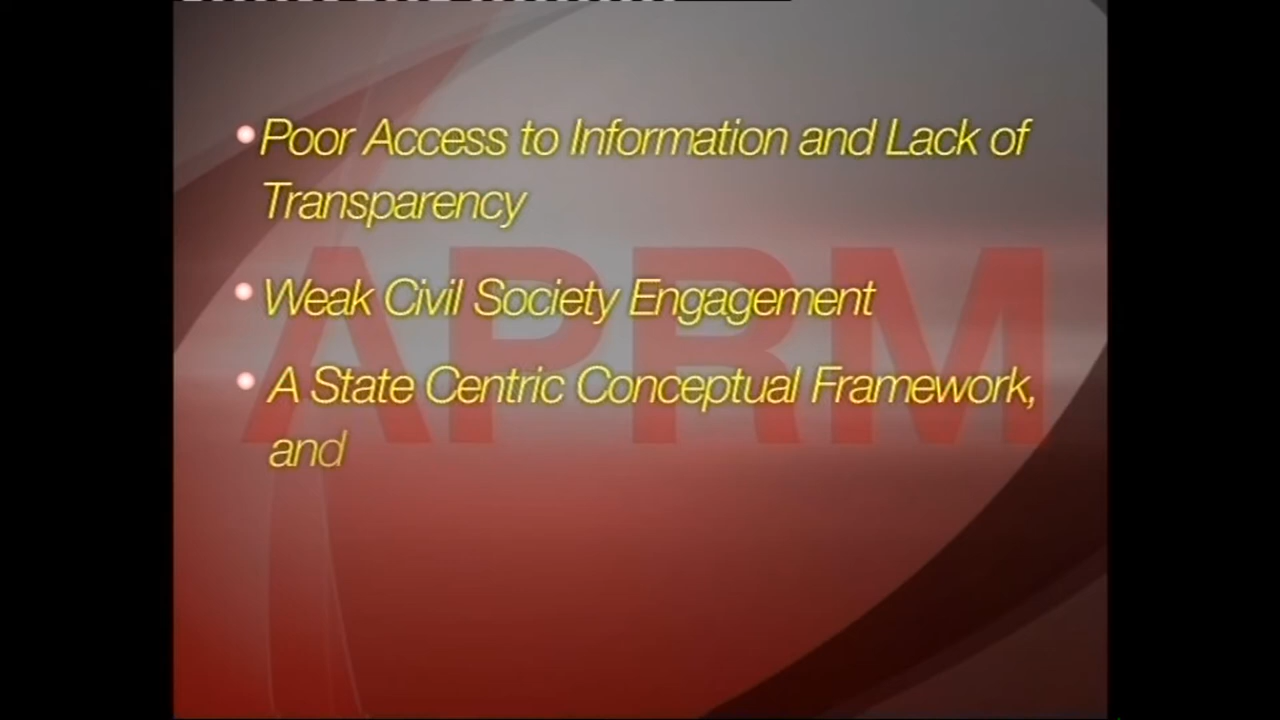 • Poor Access to Information and Lack of
Transparency
• Weak Civil Society Engagement
• A State Centric Conceptual Framework,
and
APRM